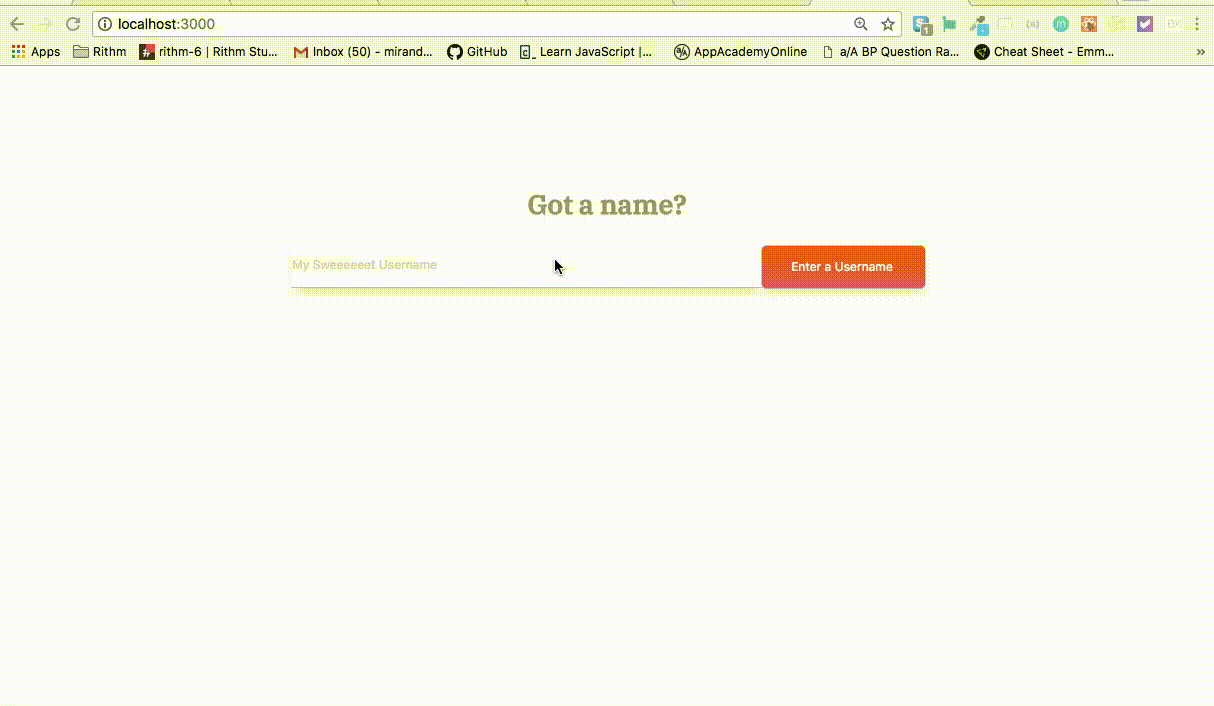 localhost:3000
Apps Rithm rithm-6 | Rithm Stu... Inbox (50) - mirand... GitHub Learn JavaScript |... AppAcademyOnline a/A BP Question Ra... Cheat Sheet - Emm... »
Got a name?
My Sweeeeeet Username Enter a Username